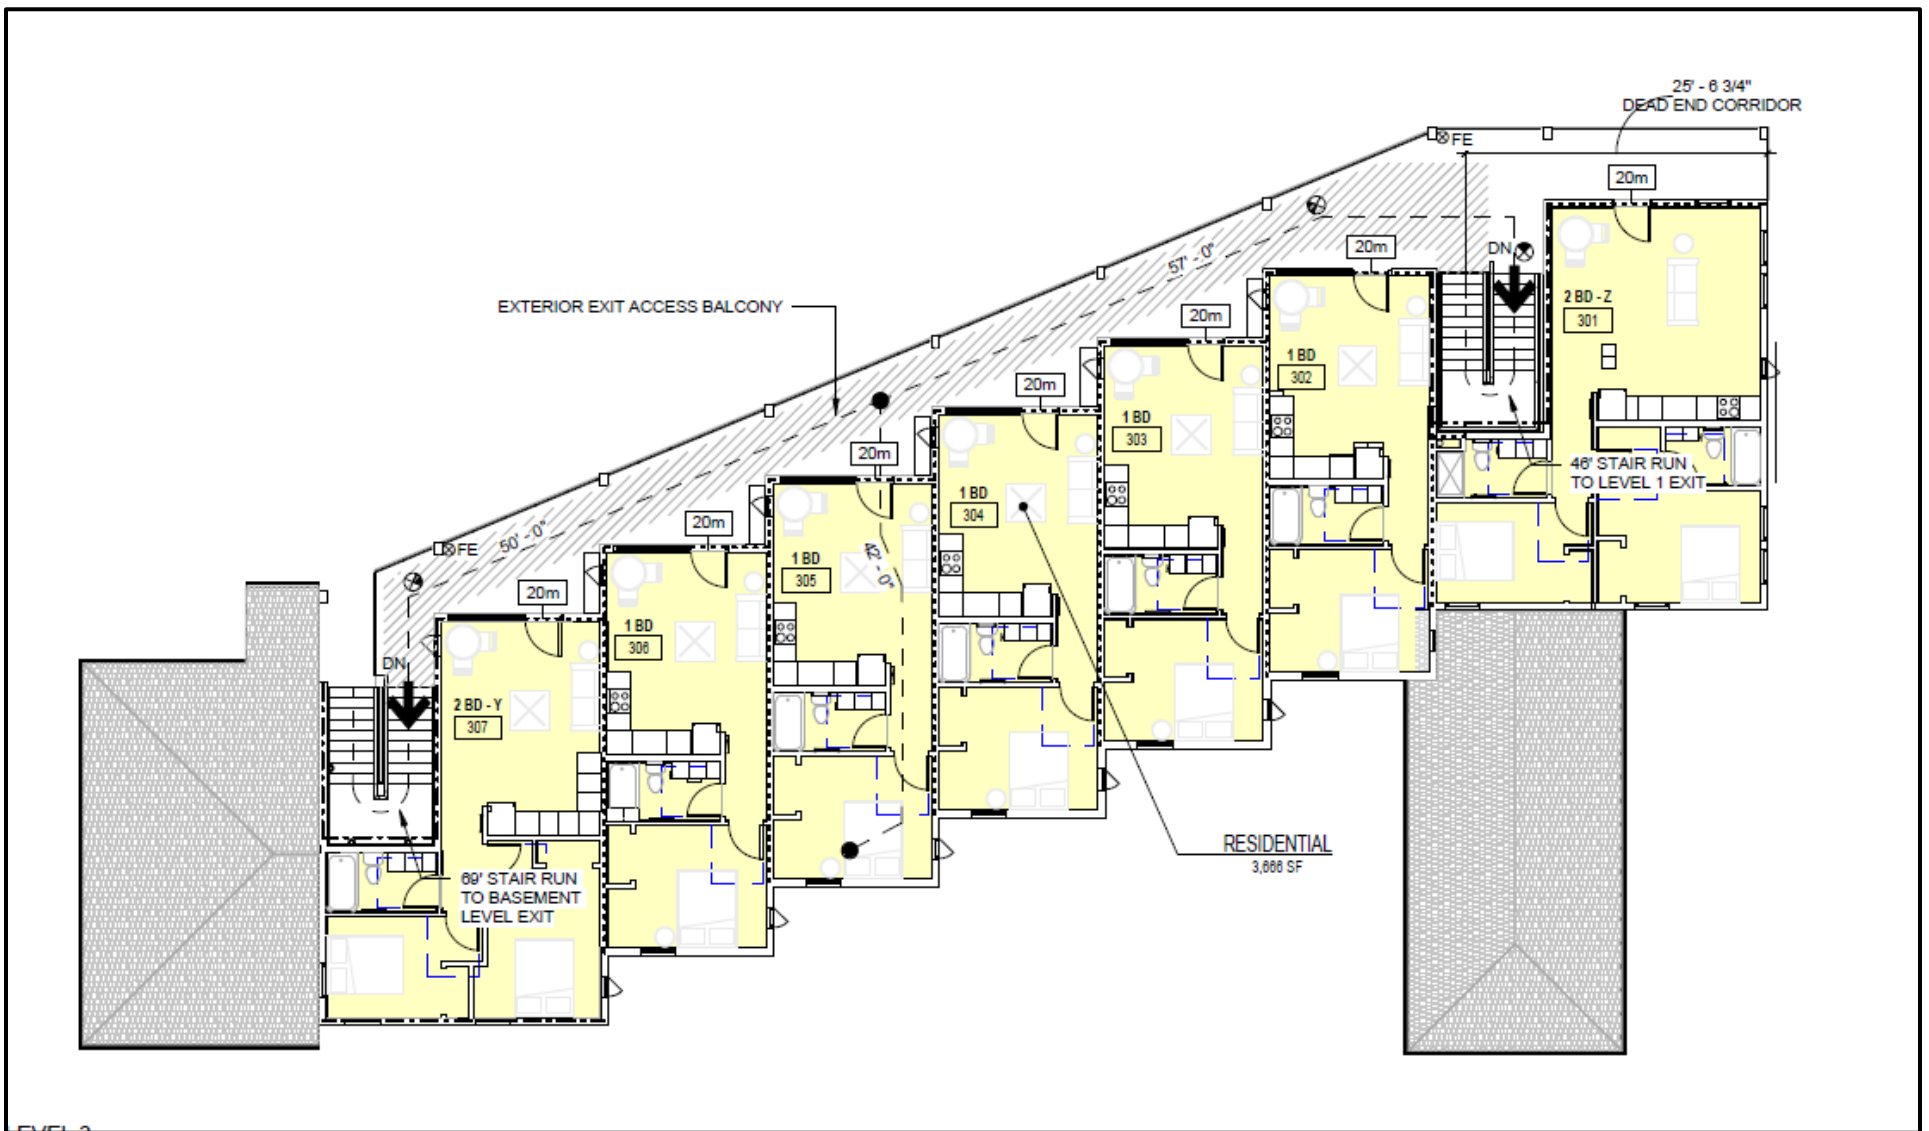 25' - 6 3/4"
DEAD END CORRIDOR
FE
20m
20m
DN
57' - 0"
EXTERIOR EXIT ACCESS BALCONY
2 BD - Z
301
20m
1 BD
302
20m
1 BD
303
20m
46' STAIR RUN
TO LEVEL 1 EXIT
1 BD
304
20m
50' - 0"
FE
42' - 0"
1 BD
305
20m
1 BD
306
DN
2 BD - Y
307
RESIDENTIAL
3,666 SF
69' STAIR RUN
TO BASEMENT
LEVEL EXIT